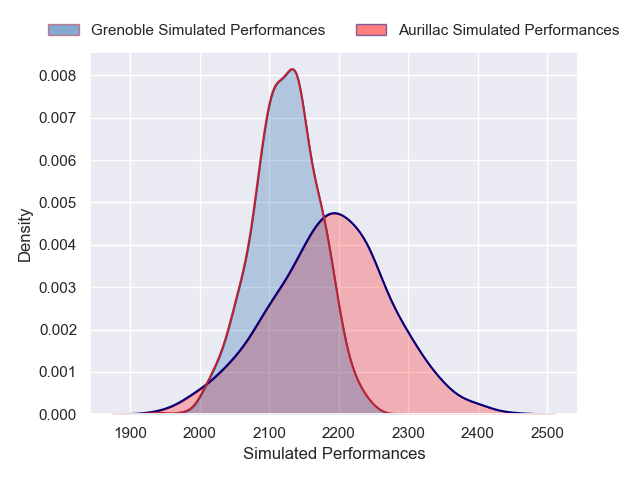 Grenoble Simulated Performances Aurillac Simulated Performances
0.008
0.007
0.006
0.005
0.004
0.003
0.002
0.001
0.000
Density
1900 2000 2100 2200 2300 2400 2500
Simulated Performances